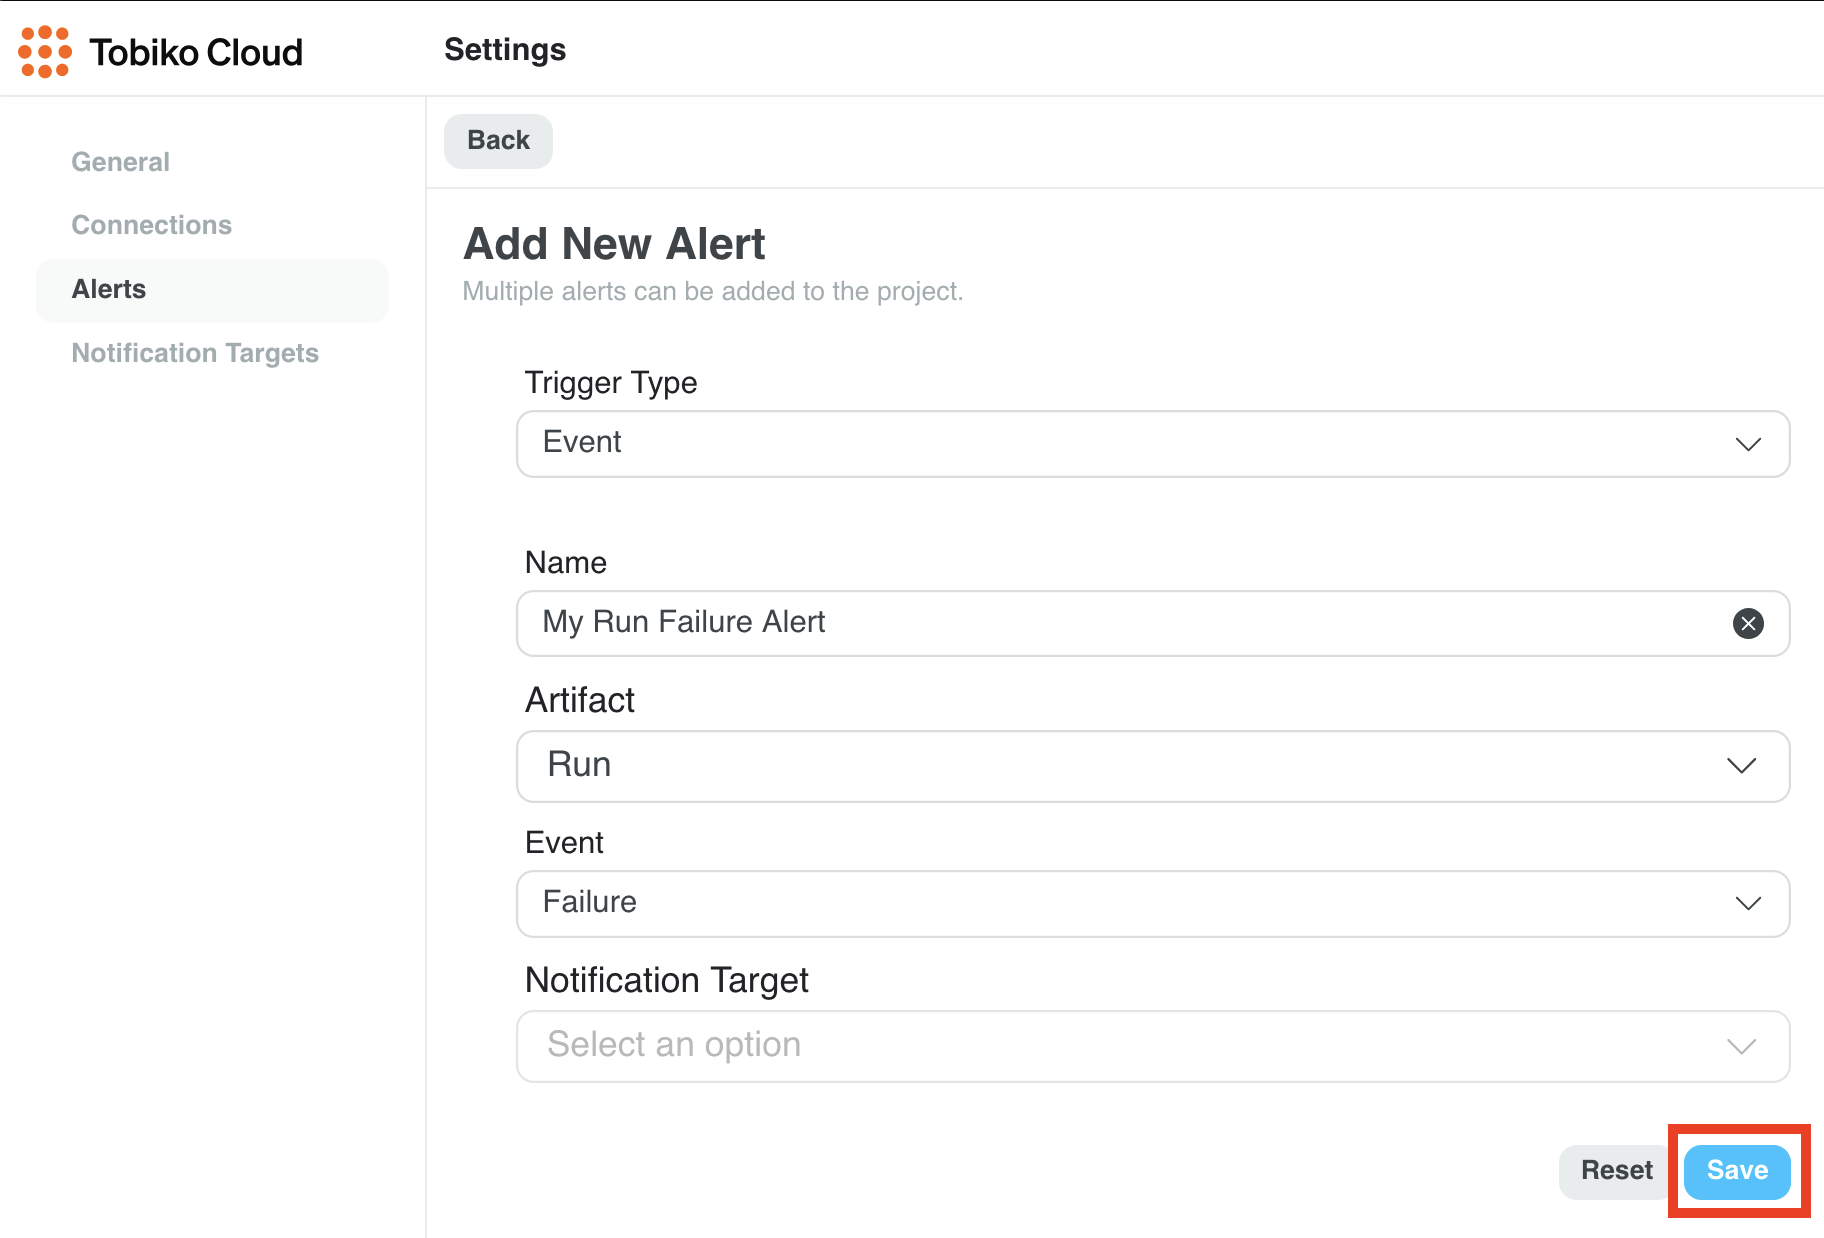 Tobiko Cloud
Settings
General
Connections
Alerts
Notification Targets
Back
Add New Alert
Multiple alerts can be added to the project.
Trigger Type
Event
Name
My Run Failure Alert
Artifact
Run
Event
Failure
Notification Target
Select an option
Reset
Save